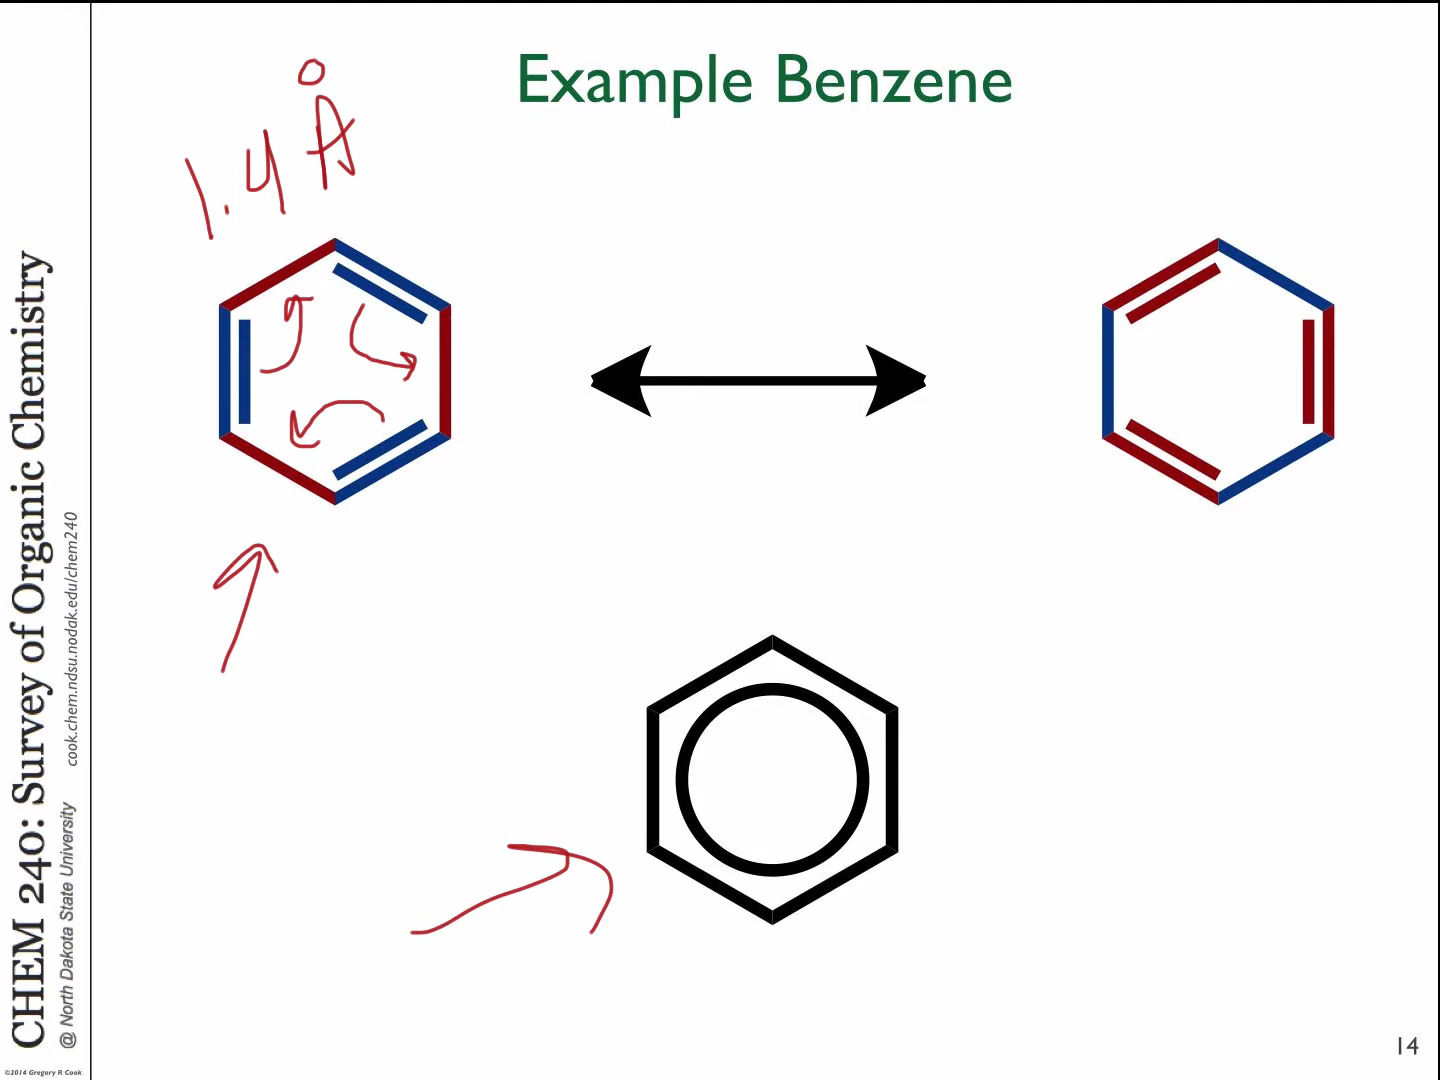 Example Benzene
1.4 Å
CHEM 240: Survey of Organic Chemistry
@ North Dakota State University cook.chem.ndsu.nodak.edu/chem240
©2014 Gregory R Cook
14